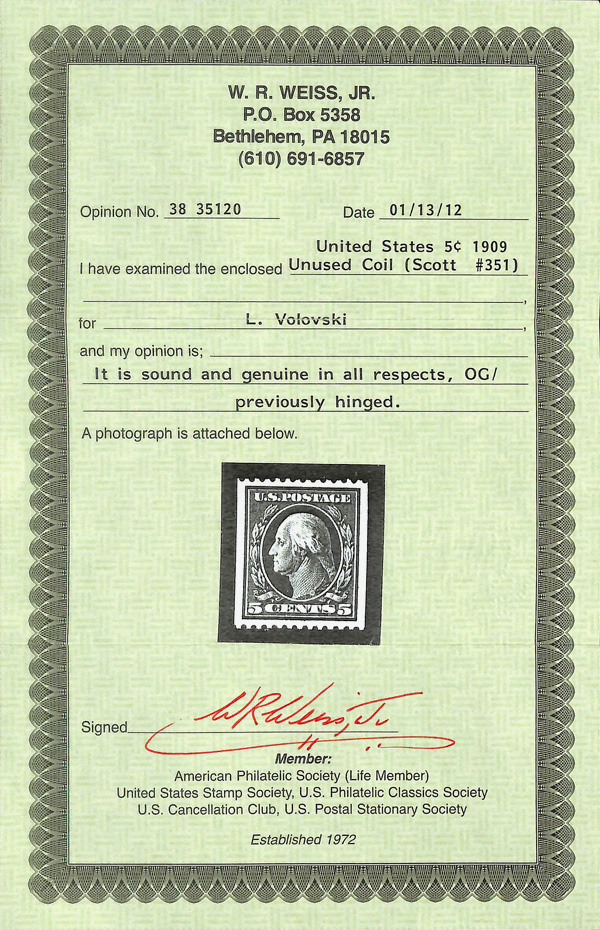 W. R. WEISS, JR.
P.O. Box 5358
Bethlehem, PA 18015
(610) 691-6857
Opinion No. 38 35120 Date 01/13/12
United States 5¢ 1909
I have examined the enclosed Unused Coil (Scott #351)
,
for L. Volovski ,
and my opinion is;
It is sound and genuine in all respects, OG/
previously hinged.
A photograph is attached below.
U.S. POSTAGE
5 CENTS 5
Signed W R Weiss, Jr.
Member:
American Philatelic Society (Life Member)
United States Stamp Society, U.S. Philatelic Classics Society
U.S. Cancellation Club, U.S. Postal Stationary Society
Established 1972